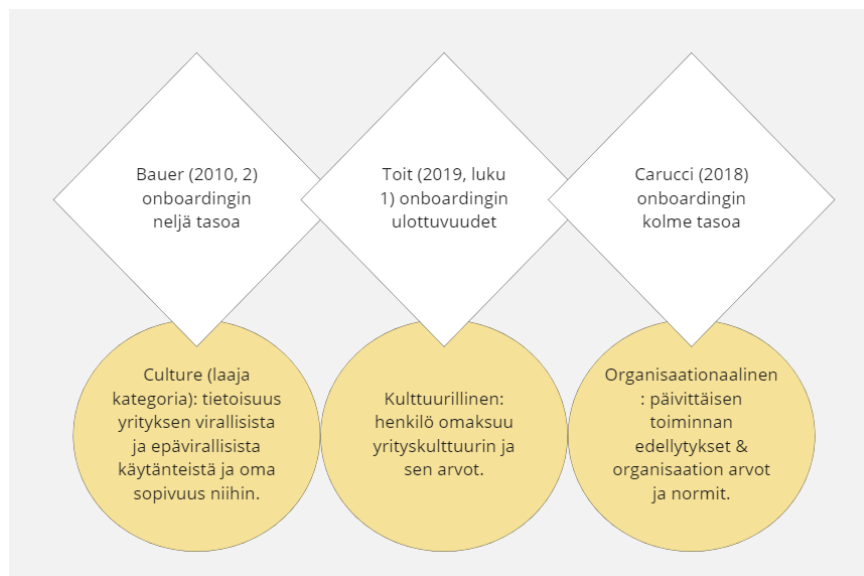 Bauer (2010, 2)
onboardingin
neljä tasoa
Toit (2019, luku
1) onboardingin
ulottuvuudet
Carucci (2018)
onboardingin
kolme tasoa
Culture (laaja
kategoria): tietoisuus
yrityksen virallisista
ja epävirallisista
käytänteistä ja oma
sopivuus niihin.
Kulttuurillinen:
henkilö omaksuu
yrityskulttuurin ja
sen arvot.
Organisaationaalinen
: päivittäisen
toiminnan
edellytykset &
organisaation arvot
ja normit.